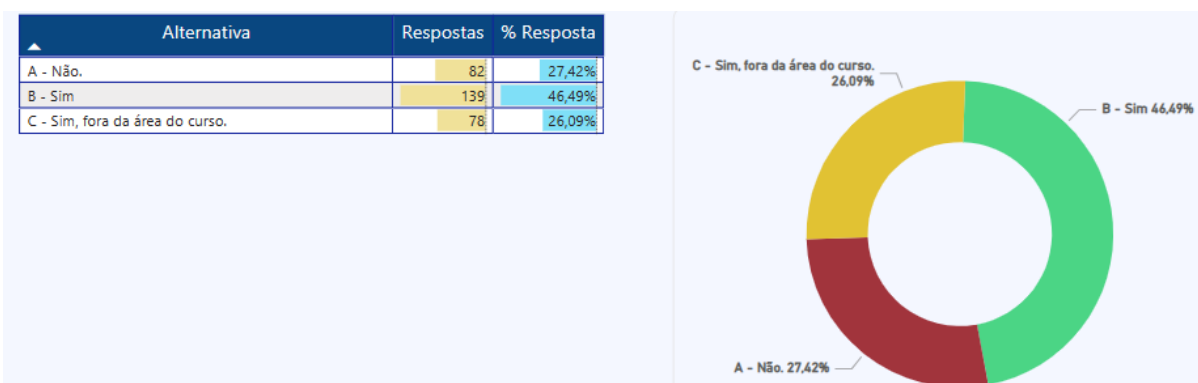 Alternativa Respostas % Resposta
A - Não. 82 27,42%
B - Sim 139 46,49%
C - Sim, fora da área do curso. 78 26,09%
C - Sim, fora da área do curso.
26,09%
B - Sim 46,49%
A - Não. 27,42%